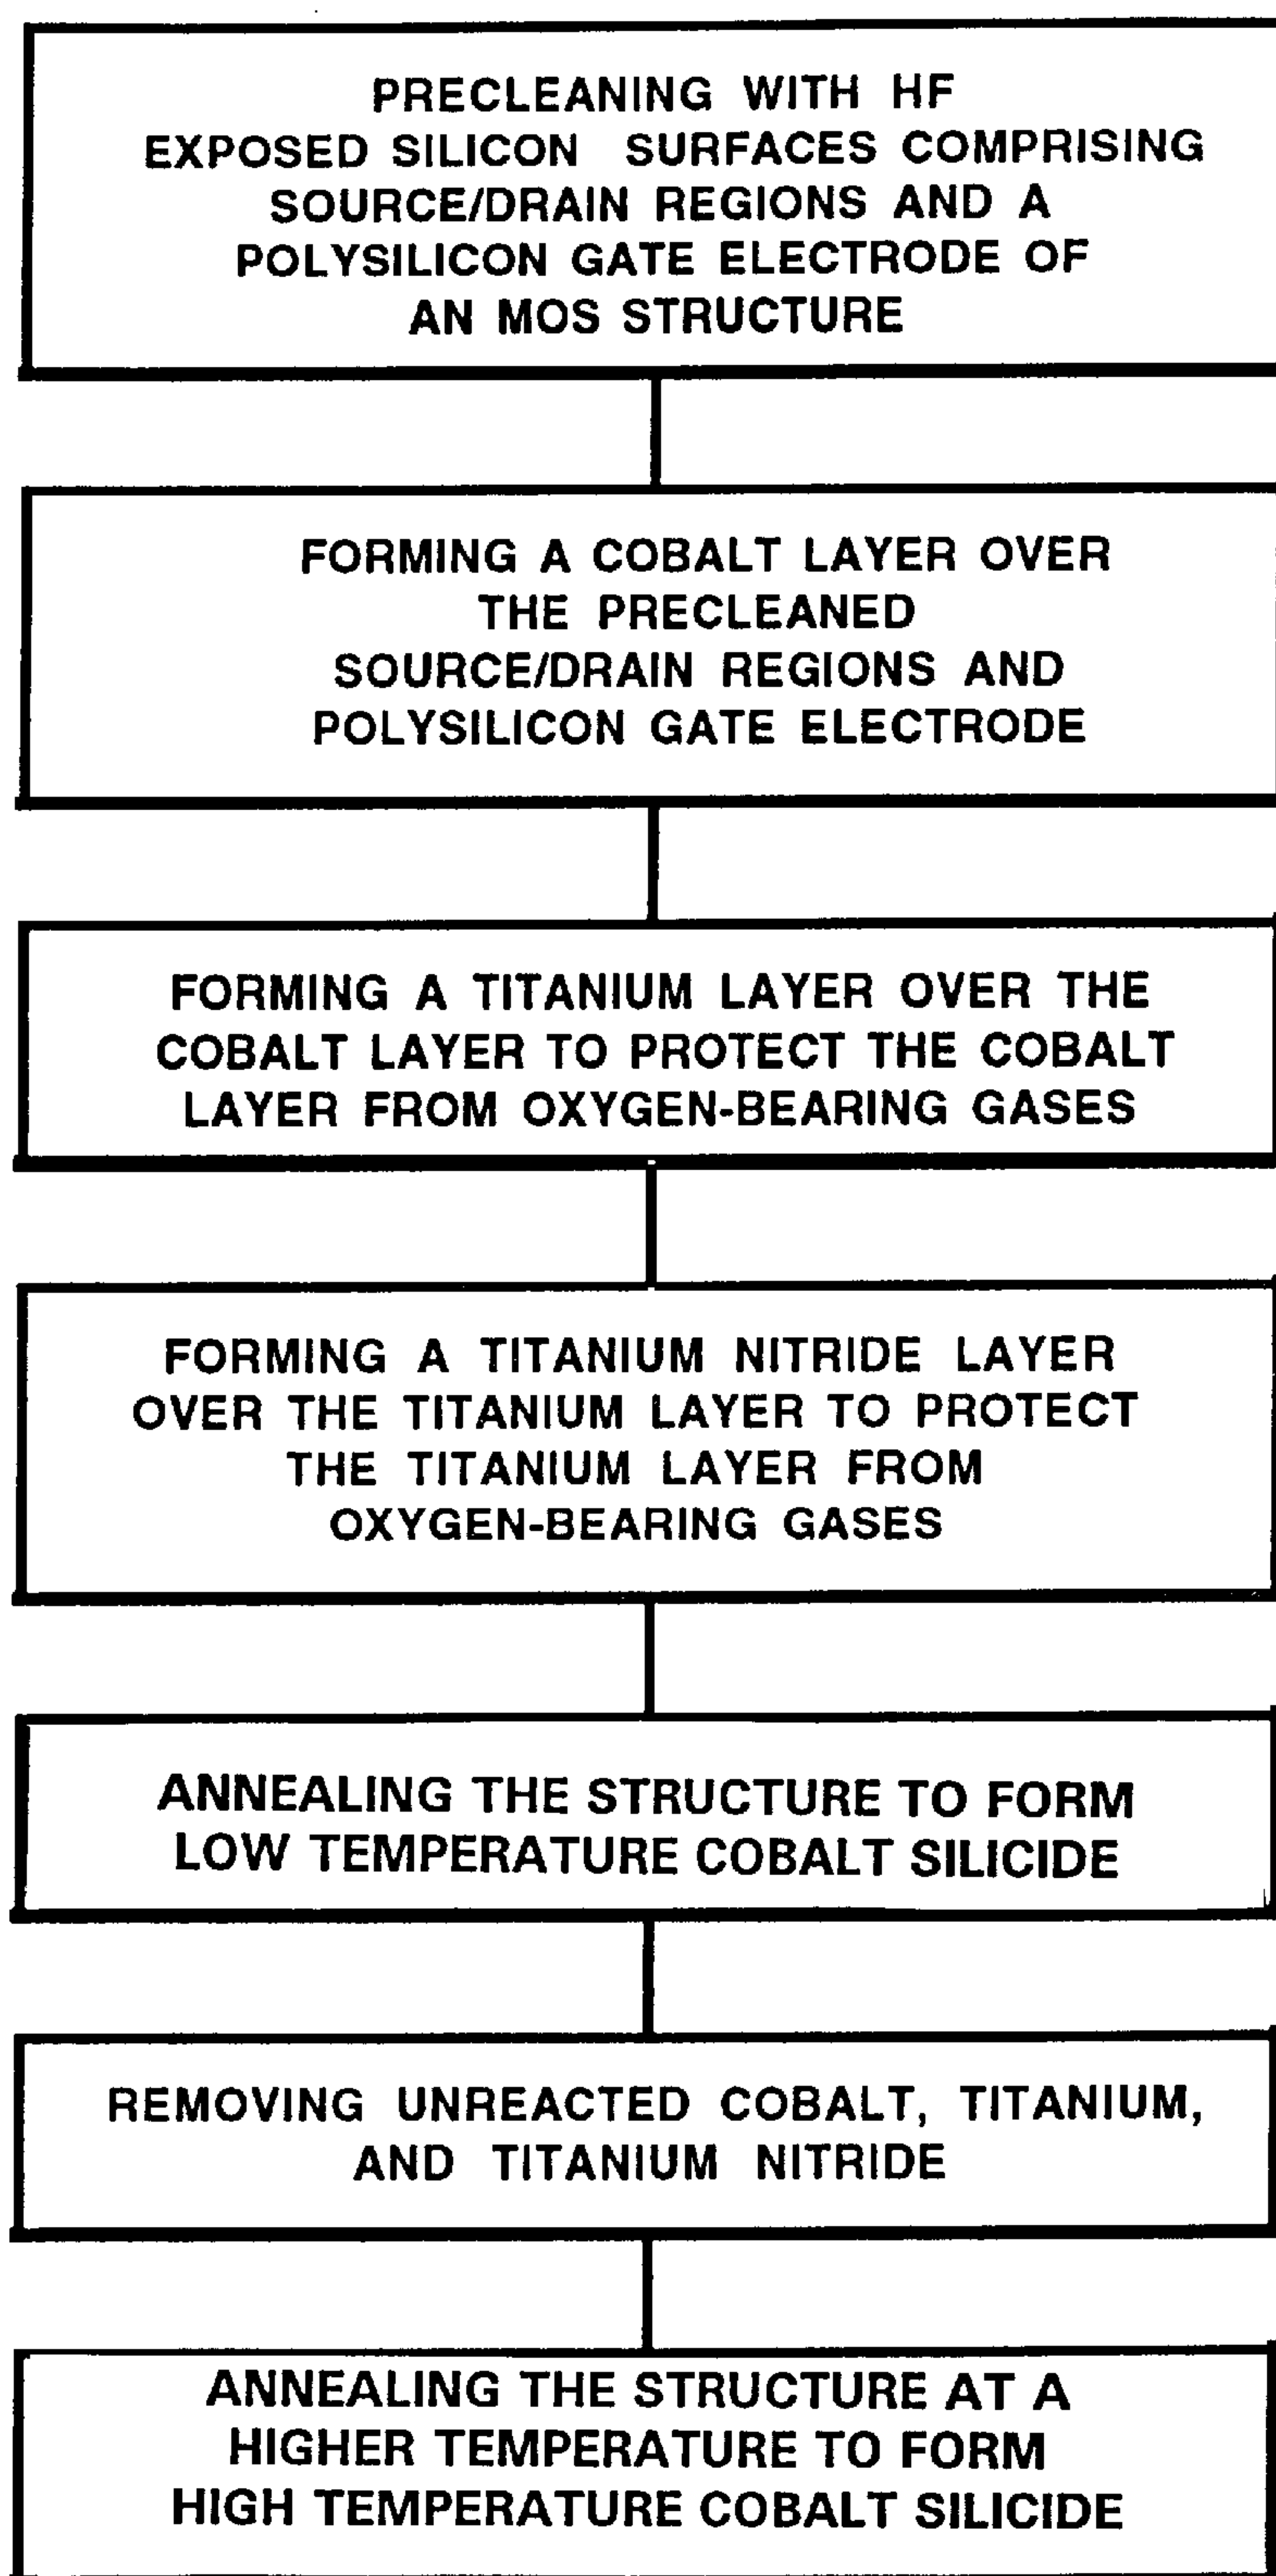 PRECLEANING WITH HF
EXPOSED SILICON SURFACES COMPRISING
SOURCE/DRAIN REGIONS AND A
POLYSILICON GATE ELECTRODE OF
AN MOS STRUCTURE
FORMING A COBALT LAYER OVER
THE PRECLEANED
SOURCE/DRAIN REGIONS AND
POLYSILICON GATE ELECTRODE
FORMING A TITANIUM LAYER OVER THE
COBALT LAYER TO PROTECT THE COBALT
LAYER FROM OXYGEN-BEARING GASES
FORMING A TITANIUM NITRIDE LAYER
OVER THE TITANIUM LAYER TO PROTECT
THE TITANIUM LAYER FROM
OXYGEN-BEARING GASES
ANNEALING THE STRUCTURE TO FORM
LOW TEMPERATURE COBALT SILICIDE
REMOVING UNREACTED COBALT, TITANIUM,
AND TITANIUM NITRIDE
ANNEALING THE STRUCTURE AT A
HIGHER TEMPERATURE TO FORM
HIGH TEMPERATURE COBALT SILICIDE